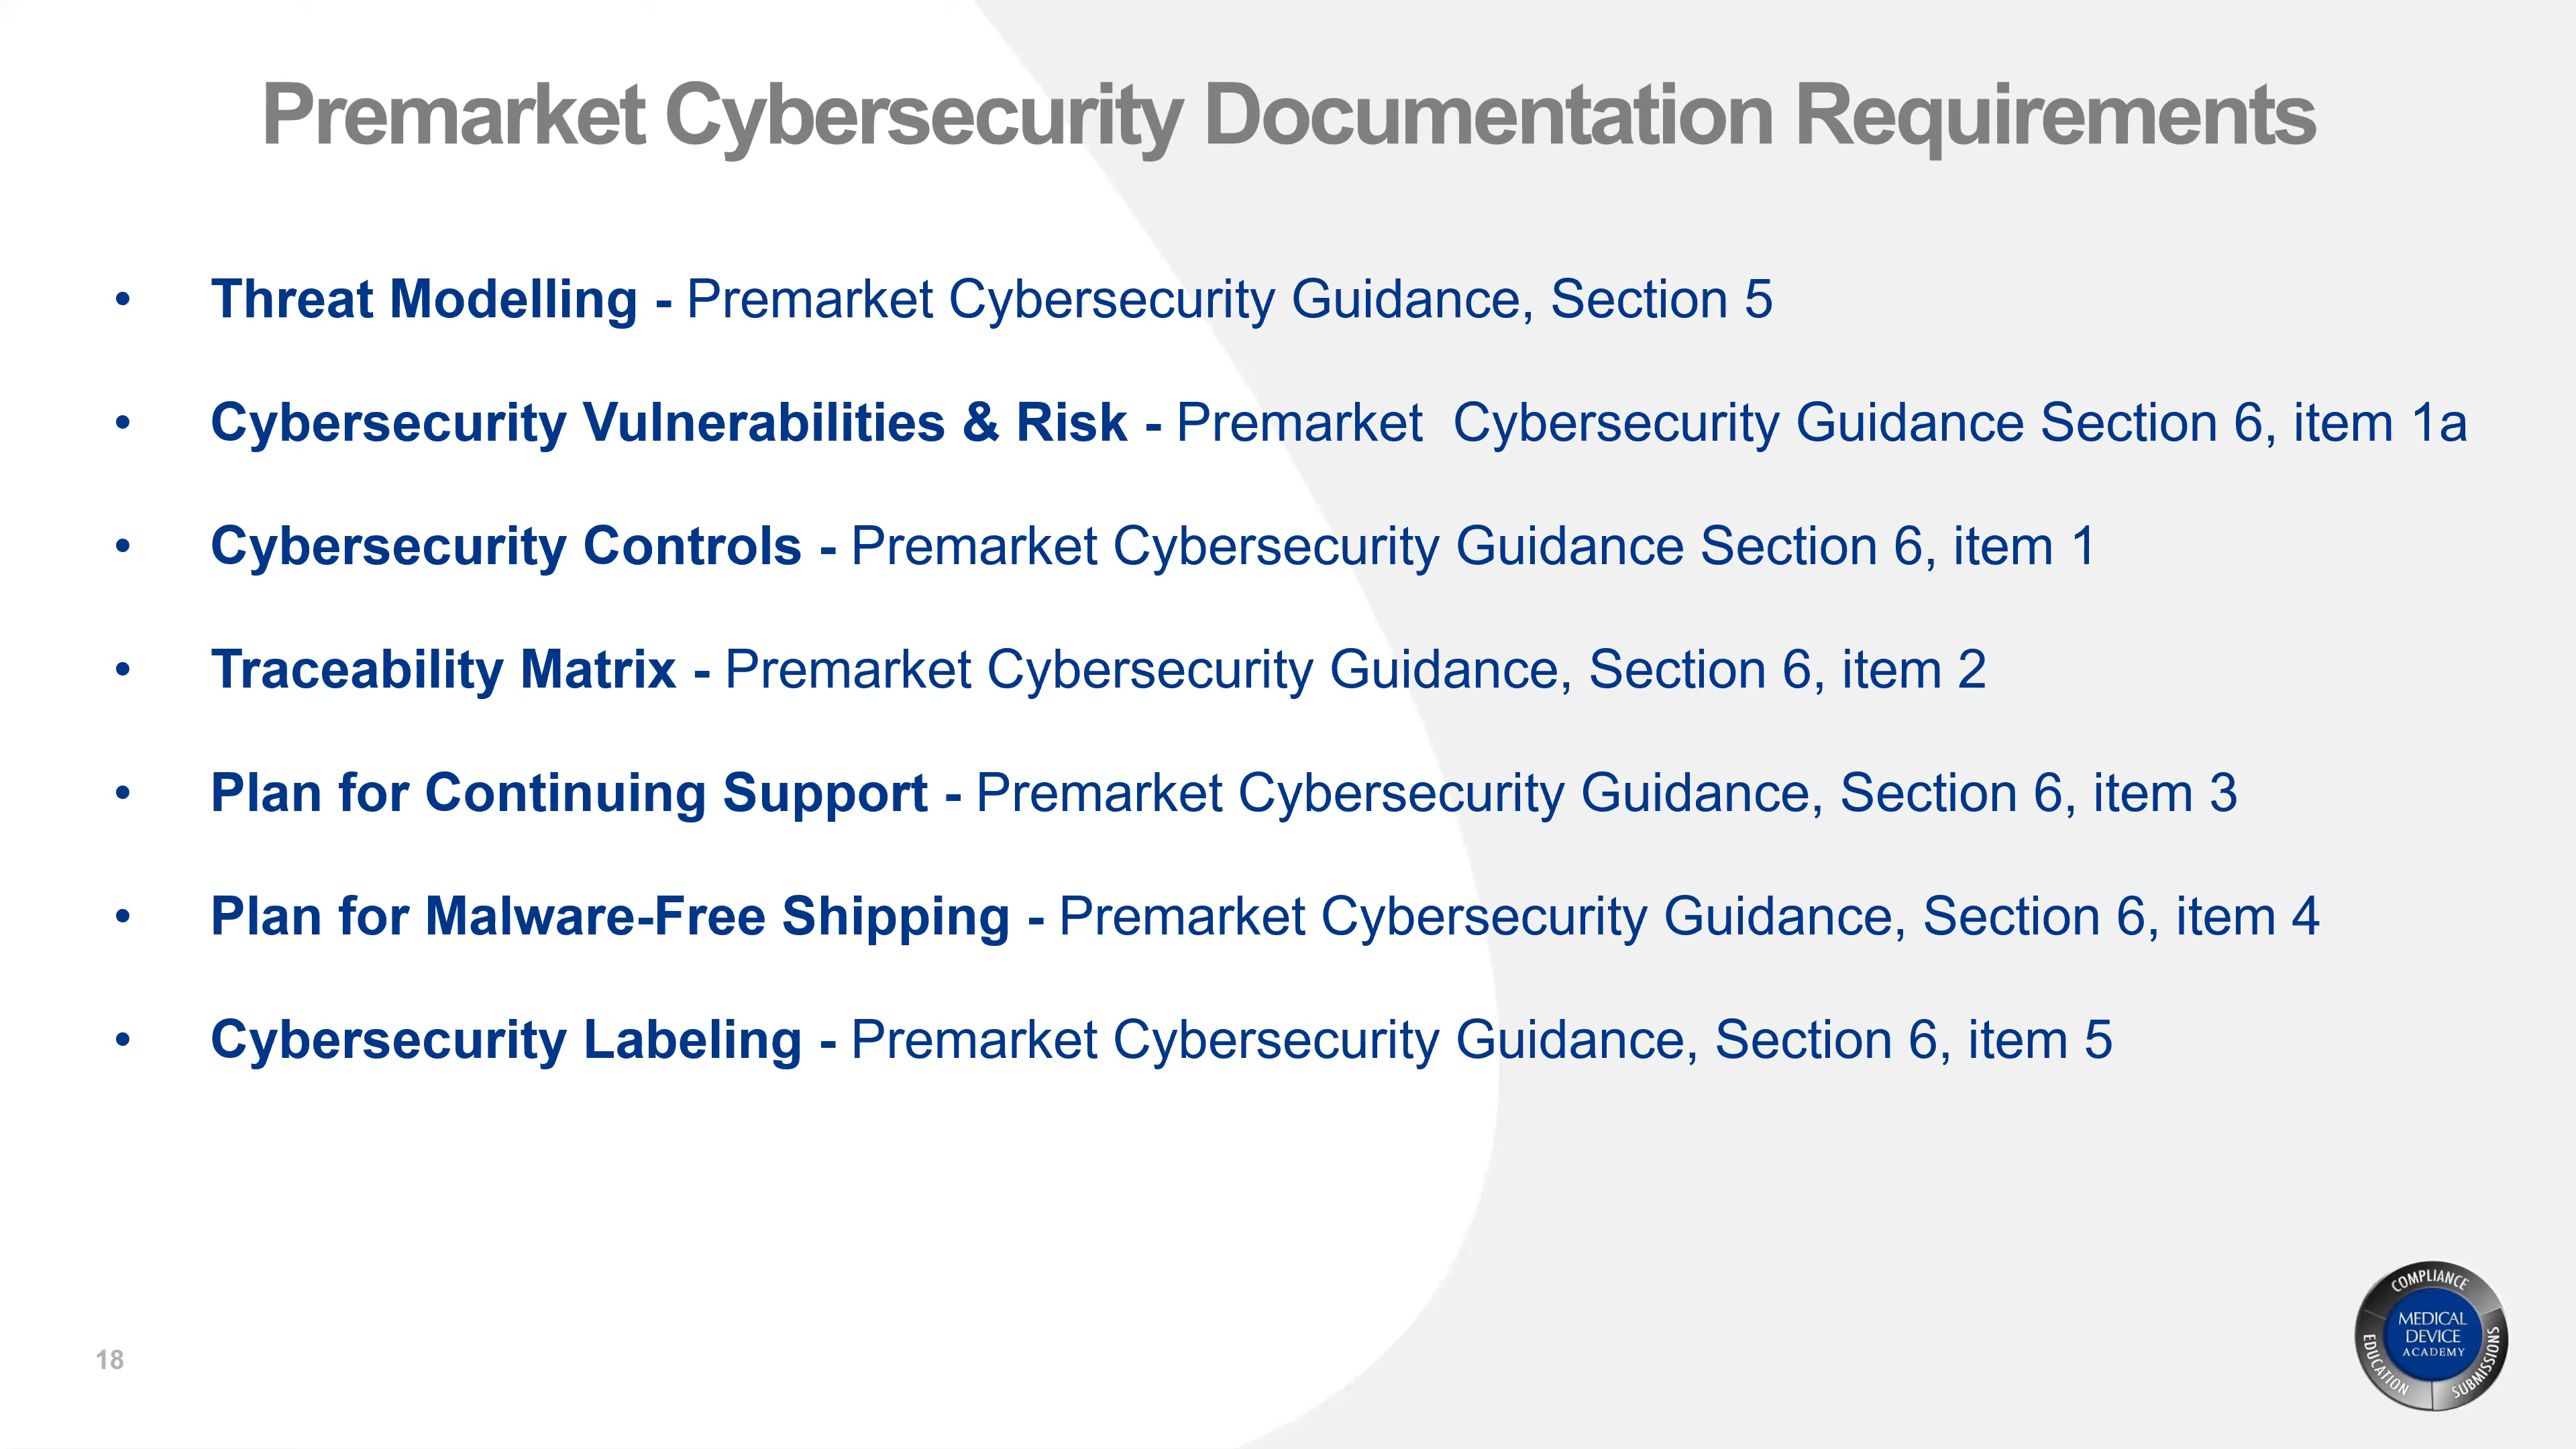 Premarket Cybersecurity Documentation Requirements
• Threat Modelling - Premarket Cybersecurity Guidance, Section 5
• Cybersecurity Vulnerabilities & Risk - Premarket  Cybersecurity Guidance Section 6, item 1a
• Cybersecurity Controls - Premarket Cybersecurity Guidance Section 6, item 1
• Traceability Matrix - Premarket Cybersecurity Guidance, Section 6, item 2
• Plan for Continuing Support - Premarket Cybersecurity Guidance, Section 6, item 3
• Plan for Malware-Free Shipping - Premarket Cybersecurity Guidance, Section 6, item 4
• Cybersecurity Labeling - Premarket Cybersecurity Guidance, Section 6, item 5
18
COMPLIANCE
MEDICAL
DEVICE
ACADEMY
EDUCATION
SUBMISSIONS